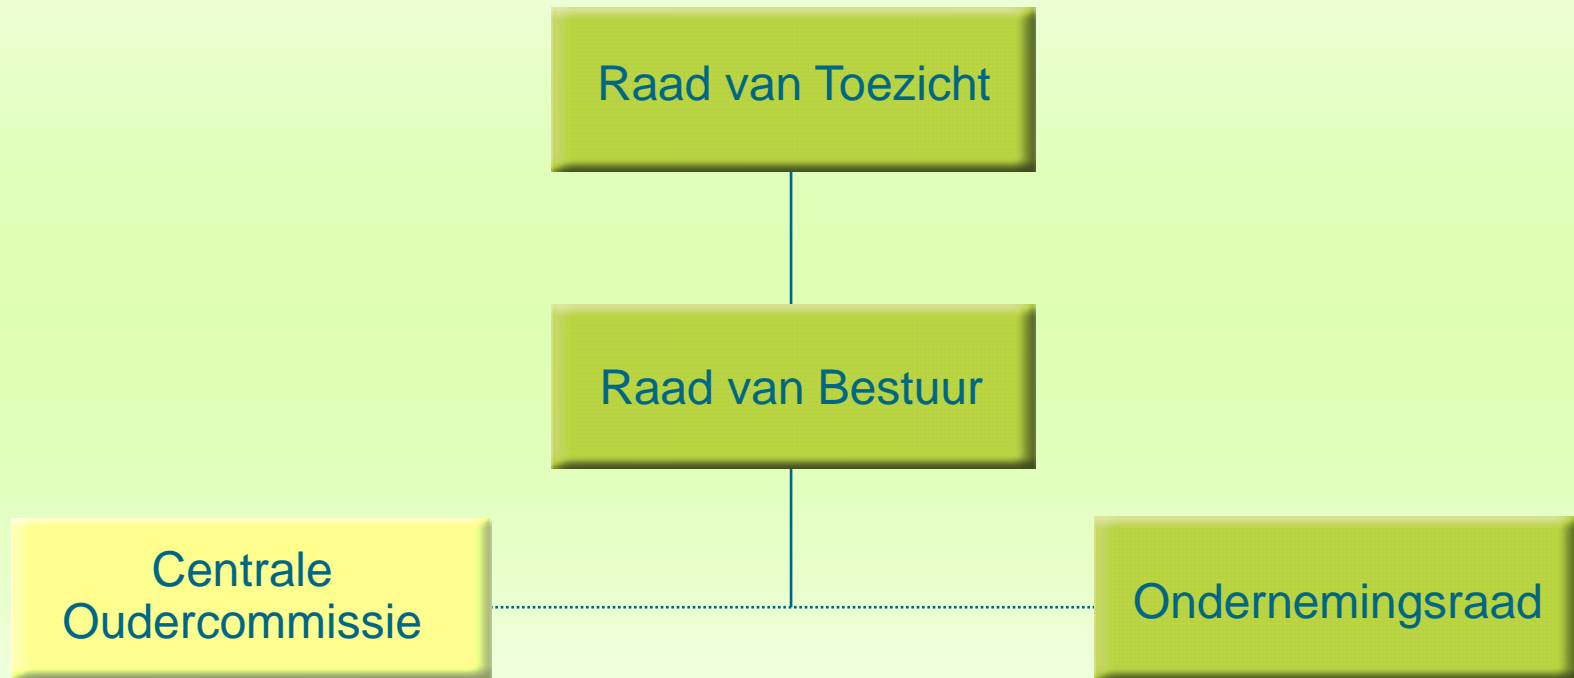 Raad van Toezicht
Raad van Bestuur
Centrale
Oudercommissie
Ondernemingsraad